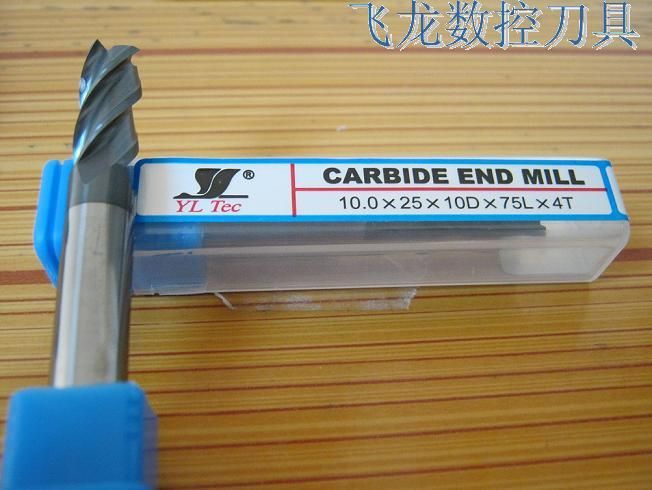 飞龙数控刀具
CARBIDE END MILL
YL Tec ®
10.0×25×10D×75L×4T